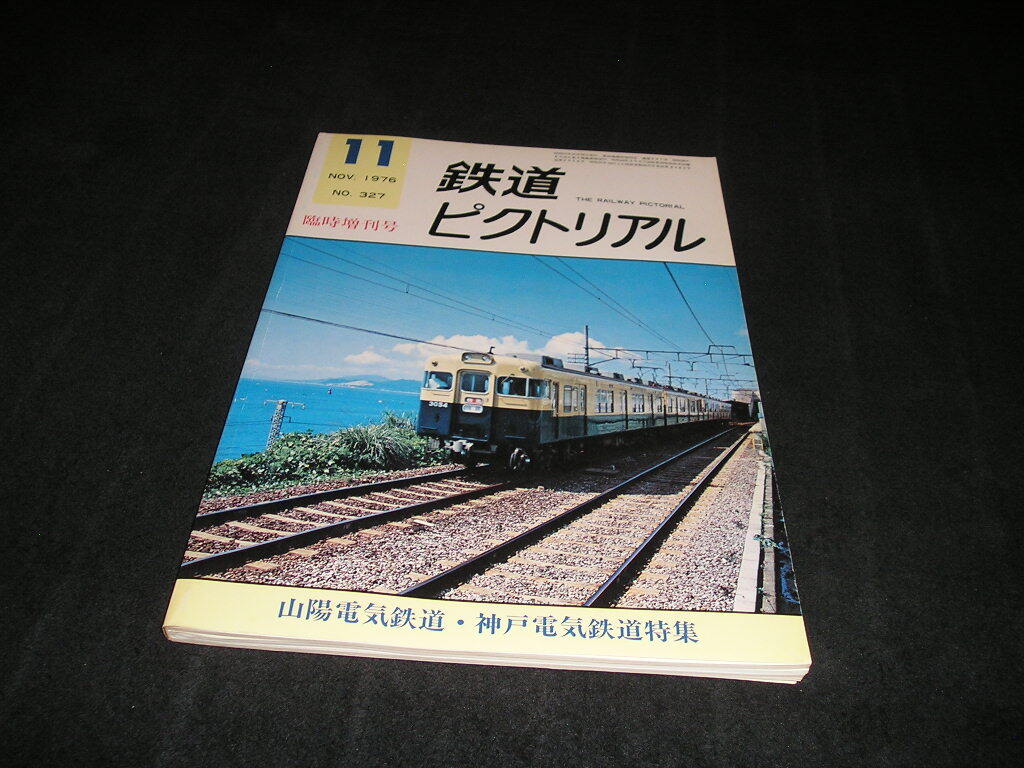 11
NOV. 1976
NO. 327
臨時増刊号
鉄道
THE RAILWAY PICTORIAL
ピクトリアル
3054
山陽電気鉄道・神戸電気鉄道特集